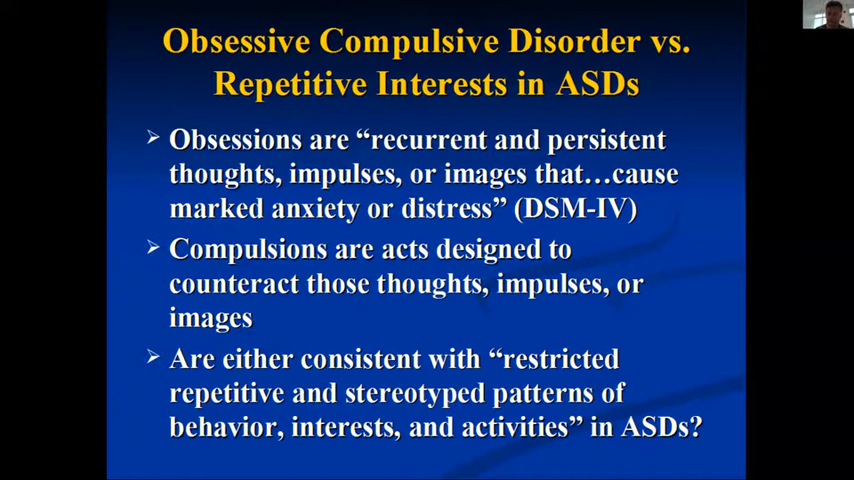 Obsessive Compulsive Disorder vs.
Repetitive Interests in ASDs
➢ Obsessions are “recurrent and persistent
thoughts, impulses, or images that…cause
marked anxiety or distress” (DSM-IV)
➢ Compulsions are acts designed to
counteract those thoughts, impulses, or
images
➢ Are either consistent with “restricted
repetitive and stereotyped patterns of
behavior, interests, and activities” in ASDs?